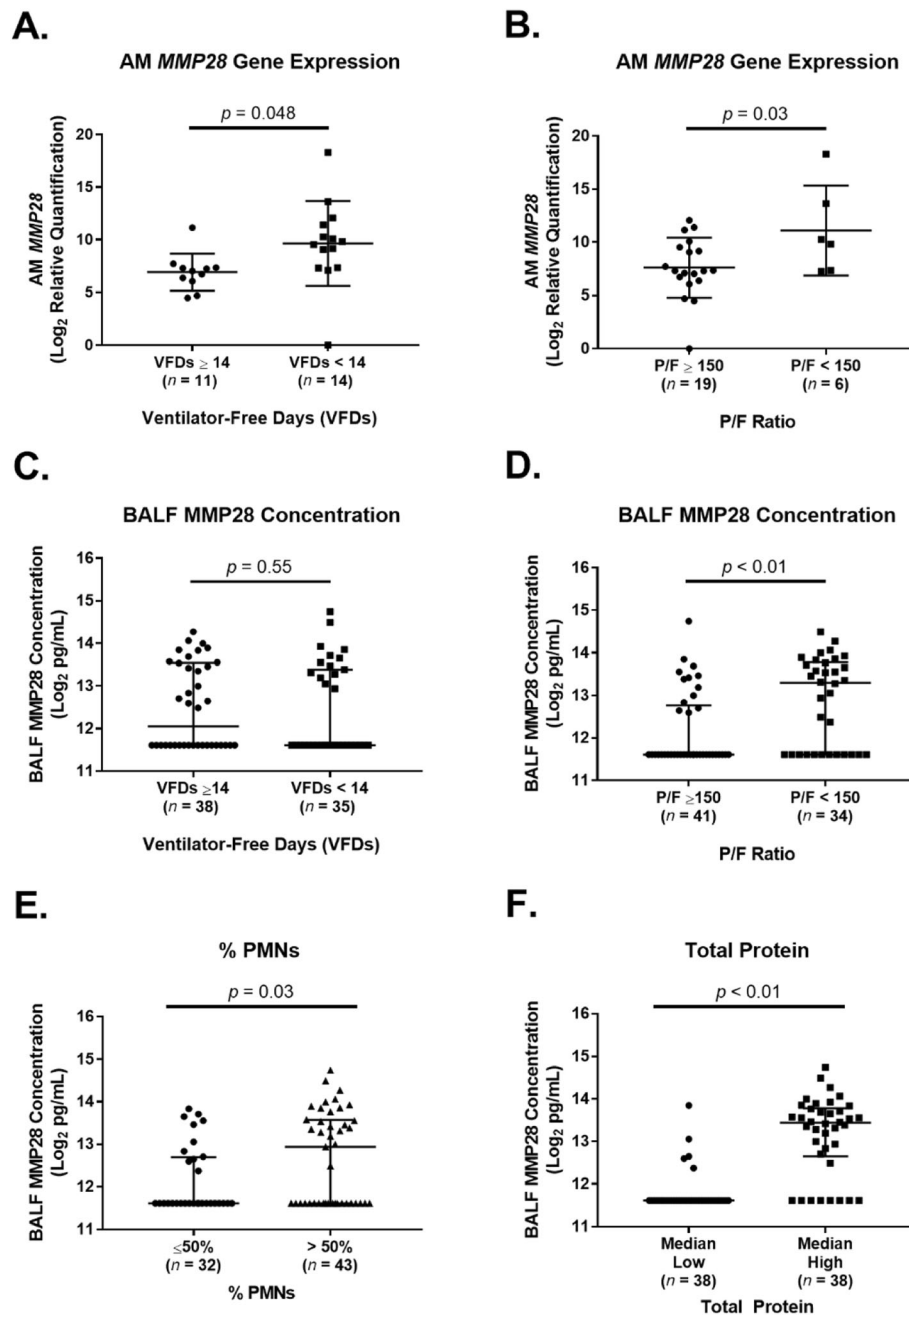 A.
AM MMP28 Gene Expression
p = 0.048
AM MMP28
(Log2 Relative Quantification)
20
15
10
5
0
VFDs ≥ 14
(n = 11)
VFDs < 14
(n = 14)
Ventilator-Free Days (VFDs)
B.
AM MMP28 Gene Expression
p = 0.03
AM MMP28
(Log2 Relative Quantification)
20
15
10
5
0
P/F ≥ 150
(n = 19)
P/F < 150
(n = 6)
P/F Ratio
C.
BALF MMP28 Concentration
p = 0.55
BALF MMP28 Concentration
(Log2 pg/mL)
16
15
14
13
12
11
VFDs ≥14
(n = 38)
VFDs < 14
(n = 35)
Ventilator-Free Days (VFDs)
D.
BALF MMP28 Concentration
p < 0.01
BALF MMP28 Concentration
(Log2 pg/mL)
16
15
14
13
12
11
P/F ≥150
(n = 41)
P/F < 150
(n = 34)
P/F Ratio
E.
% PMNs
p = 0.03
BALF MMP28 Concentration
(Log2 pg/mL)
16
15
14
13
12
11
≤50%
(n = 32)
> 50%
(n = 43)
% PMNs
F.
Total Protein
p < 0.01
BALF MMP28 Concentration
(Log2 pg/mL)
16
15
14
13
12
11
Median
Low
(n = 38)
Median
High
(n = 38)
Total Protein